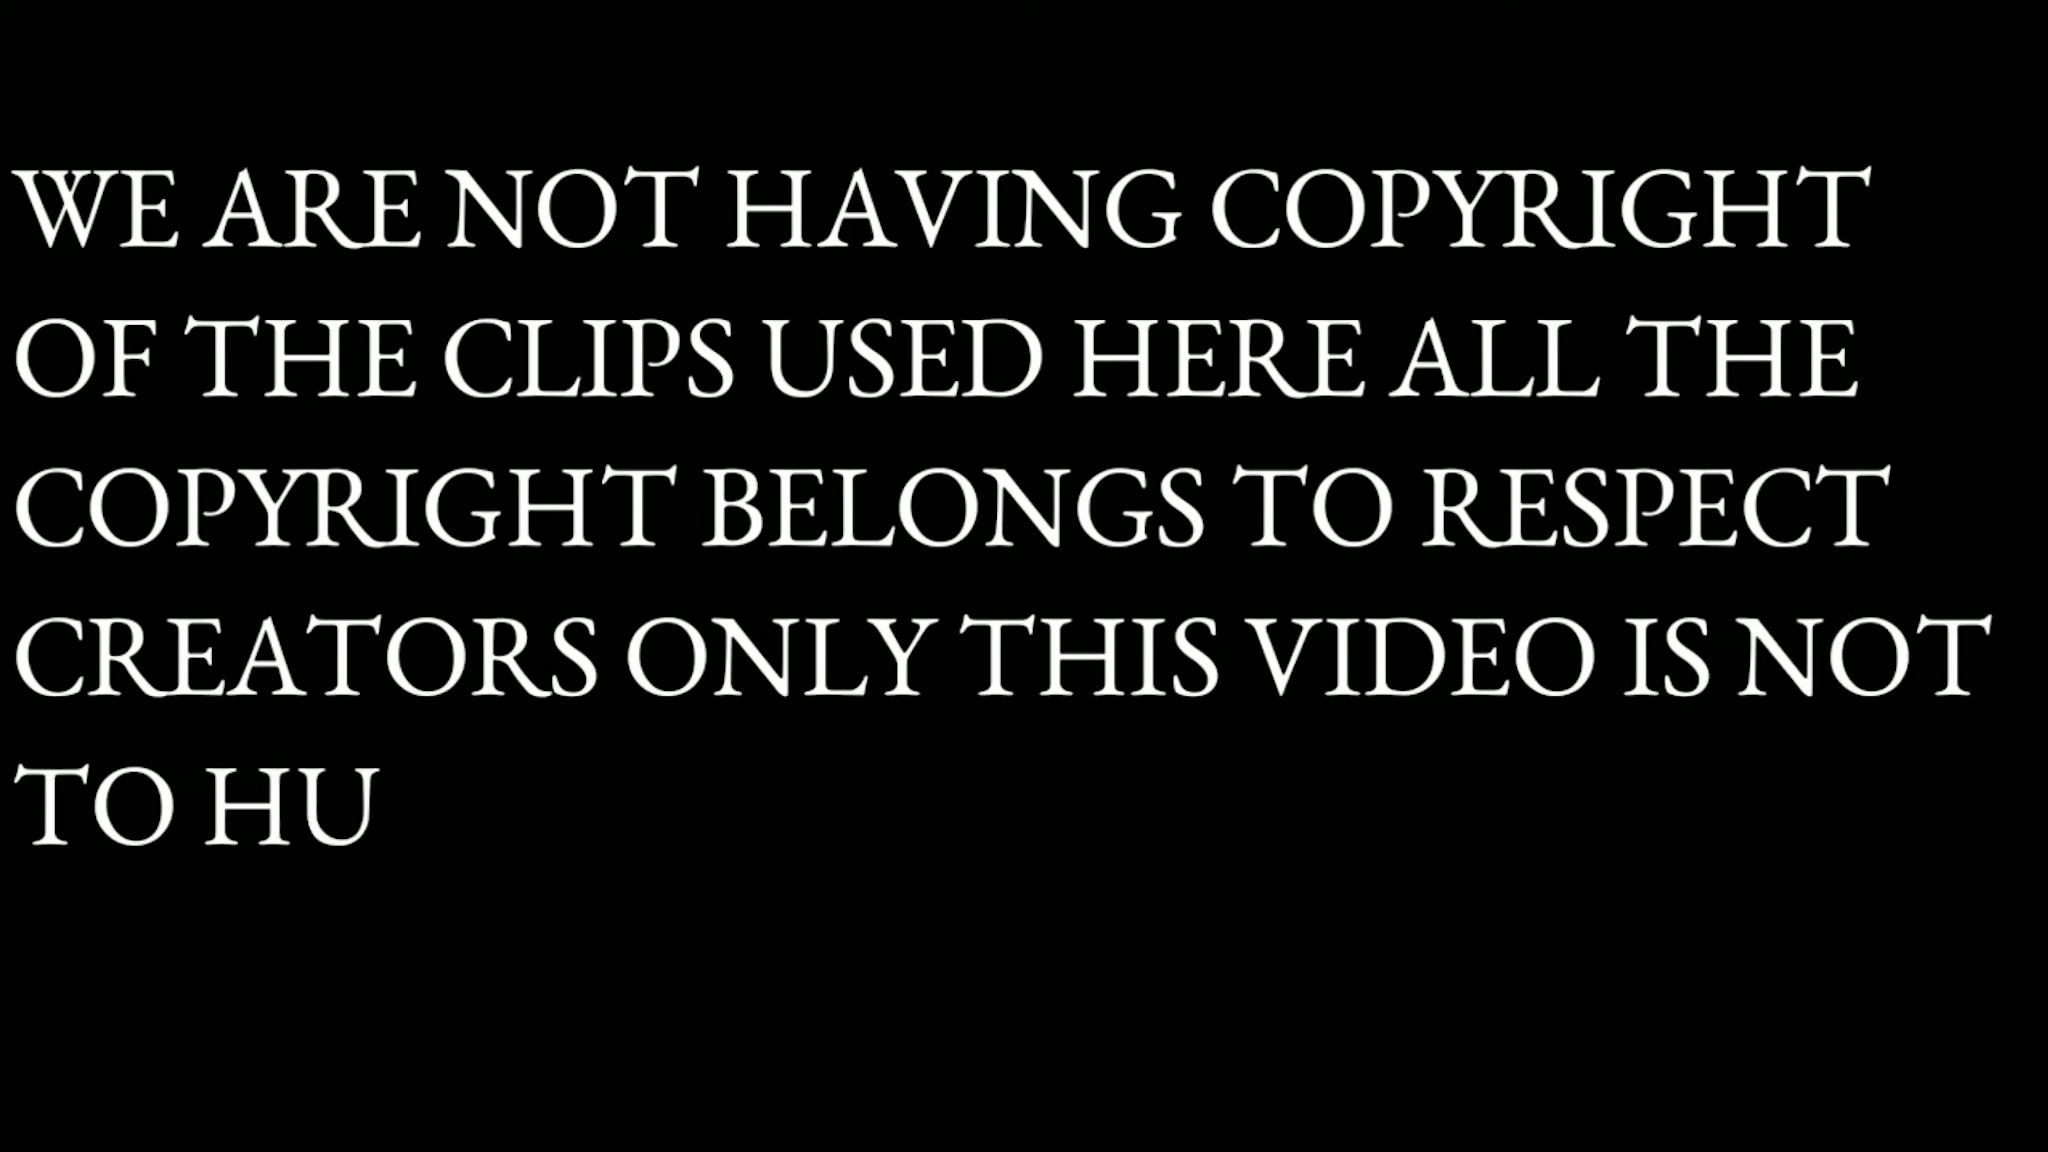 WE ARE NOT HAVING COPYRIGHT
OF THE CLIPS USED HERE ALL THE
COPYRIGHT BELONGS TO RESPECT
CREATORS ONLY THIS VIDEO IS NOT
TO HU